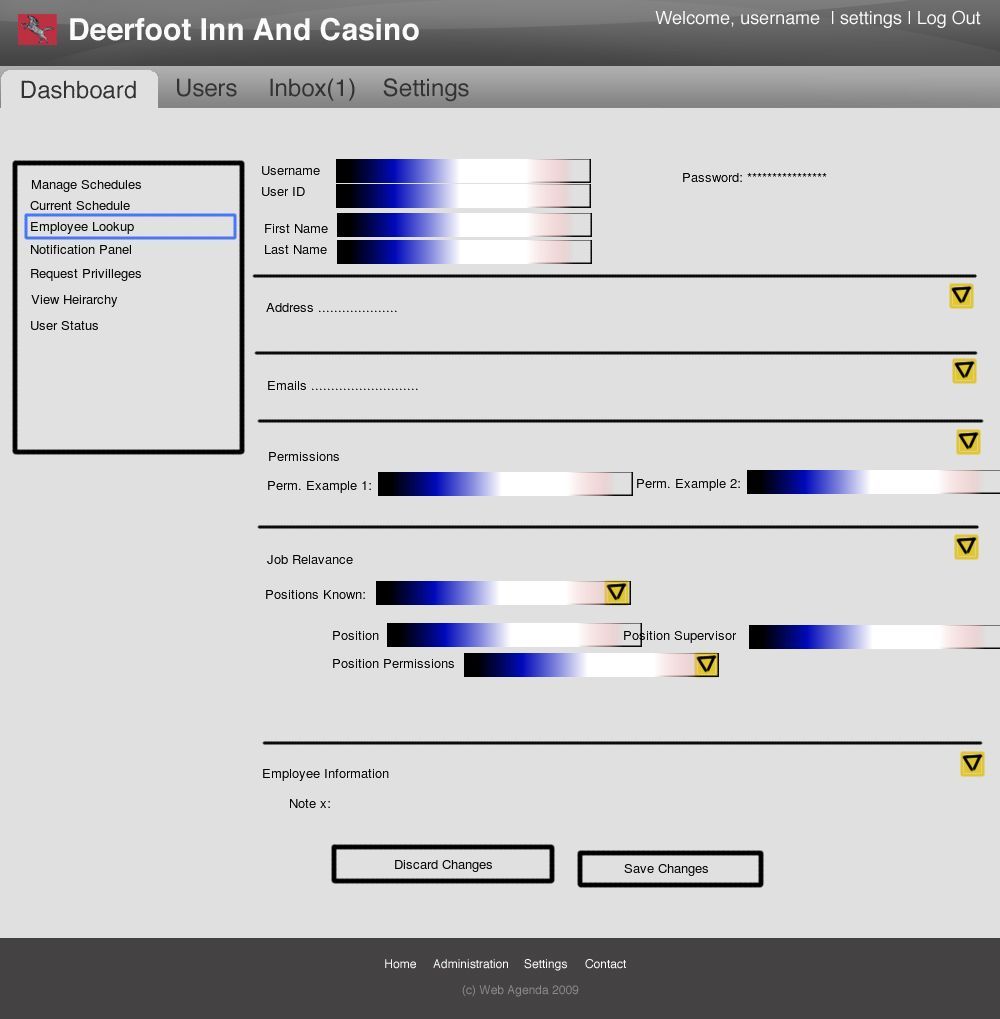 Deerfoot Inn And Casino
Welcome, username | settings | Log Out
Dashboard Users Inbox(1) Settings
Manage Schedules
Current Schedule
Employee Lookup
Notification Panel
Request Privilleges
View Heirarchy
User Status
Username
Password: ****************
User ID
First Name
Last Name
Address ....................
Emails ...........................
Permissions
Perm. Example 1: Perm. Example 2:
Job Relavance
Positions Known:
Position Position Supervisor
Position Permissions
Employee Information
Note x:
Discard Changes Save Changes
Home Administration Settings Contact
(c) Web Agenda 2009